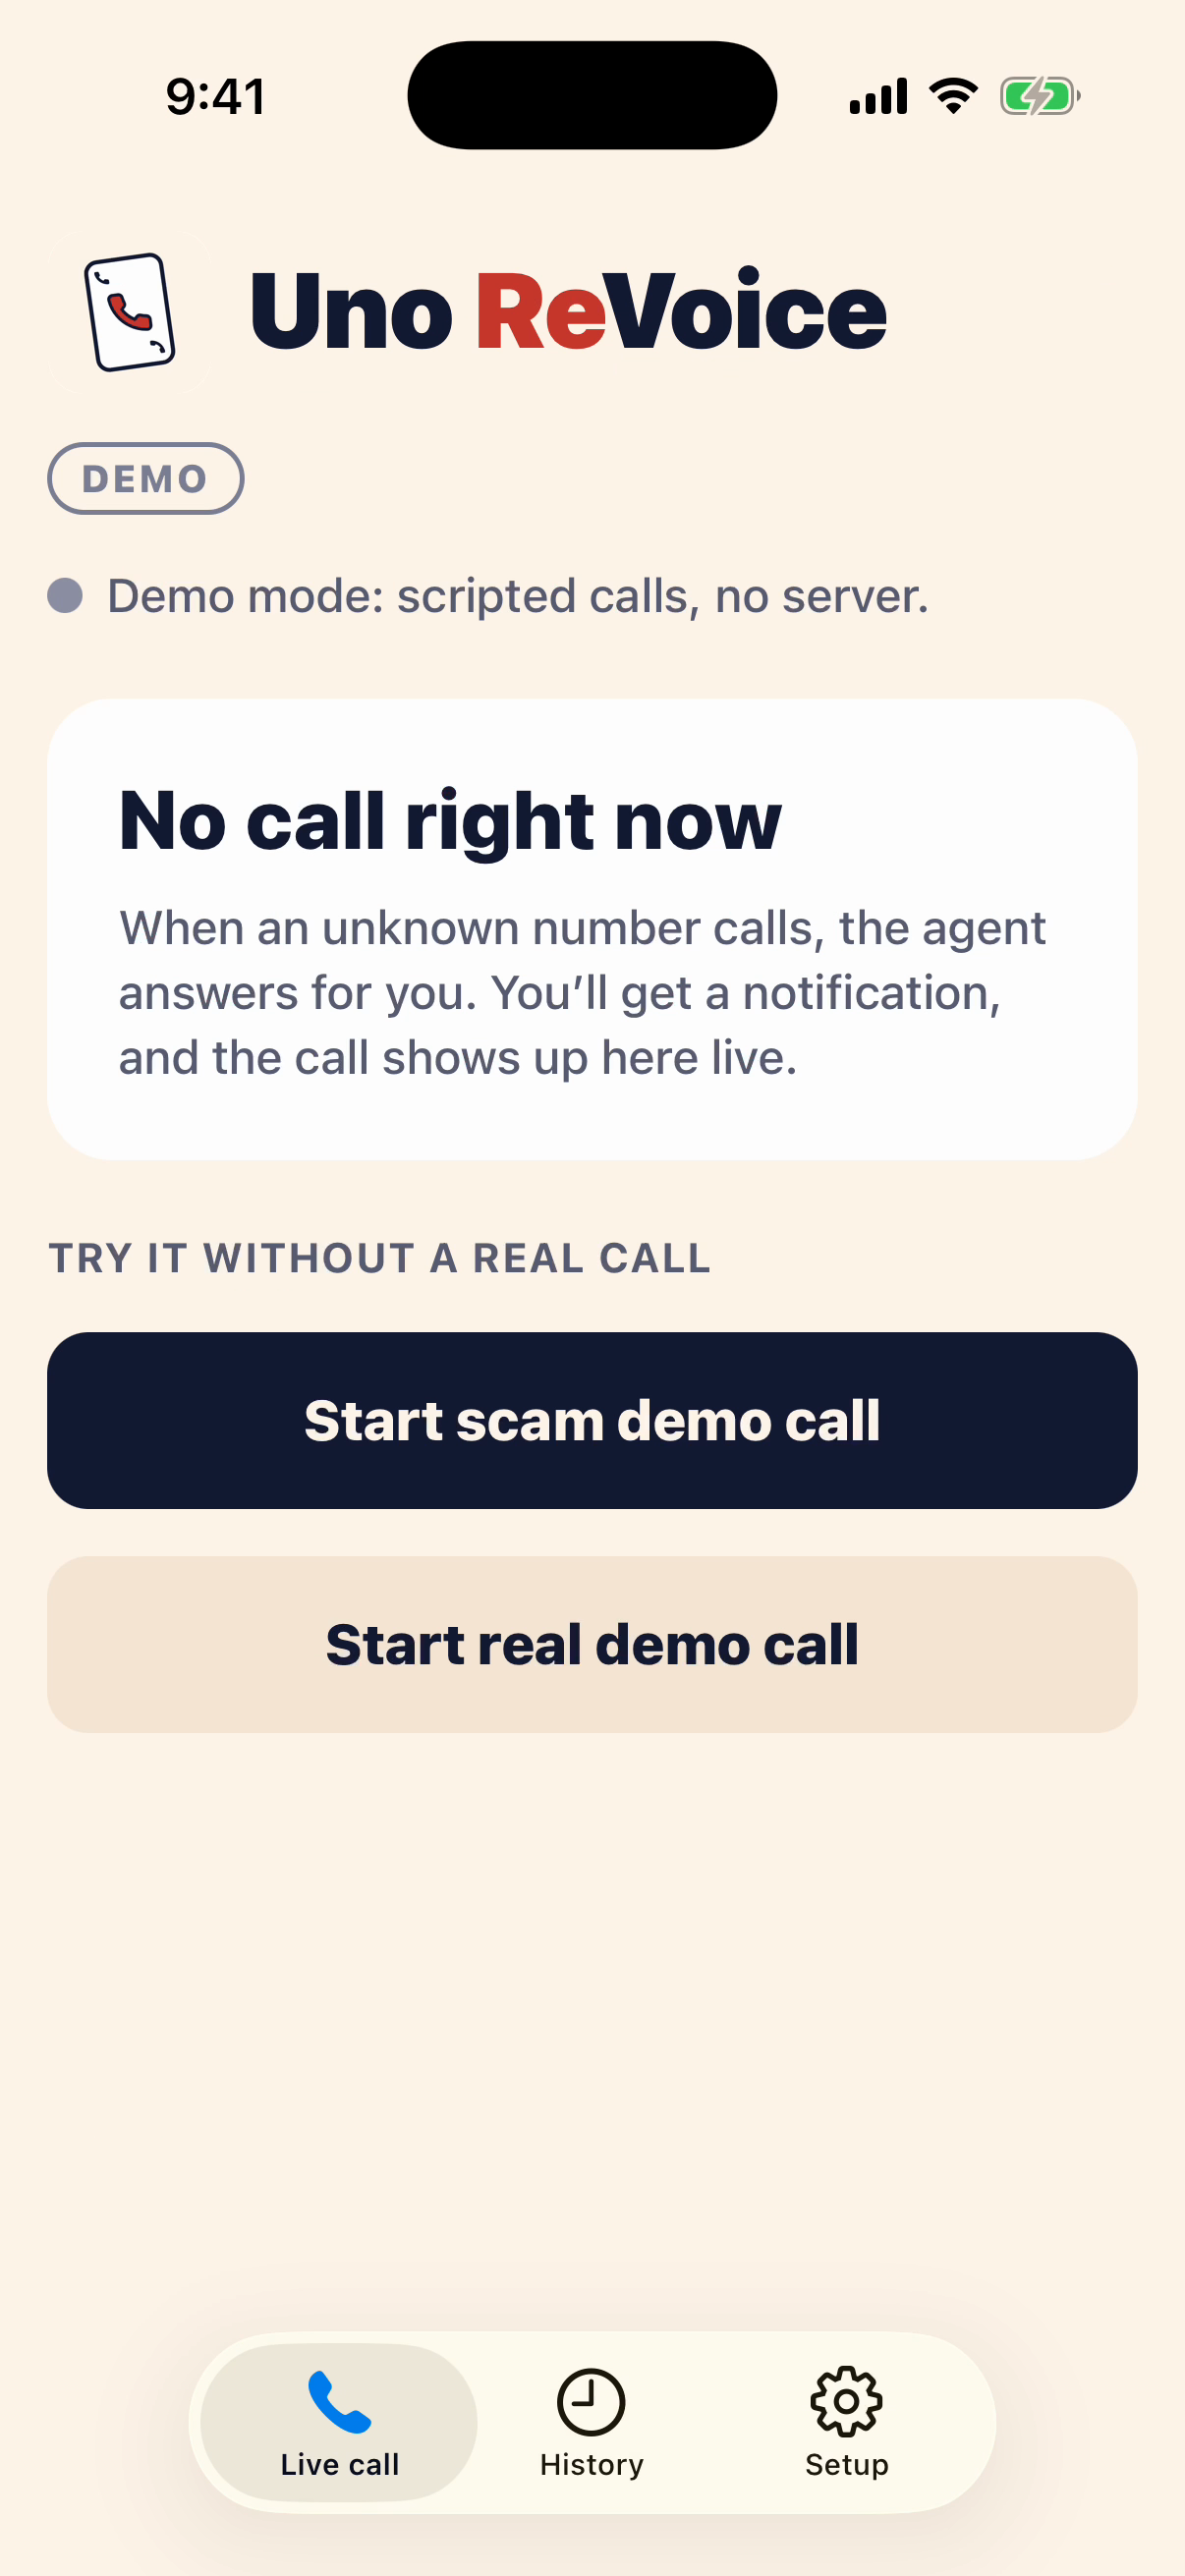 9:41
Uno ReVoice
DEMO
Demo mode: scripted calls, no server.
No call right now
When an unknown number calls, the agent
answers for you. You’ll get a notification,
and the call shows up here live.
TRY IT WITHOUT A REAL CALL
Start scam demo call
Start real demo call
Live call
History
Setup